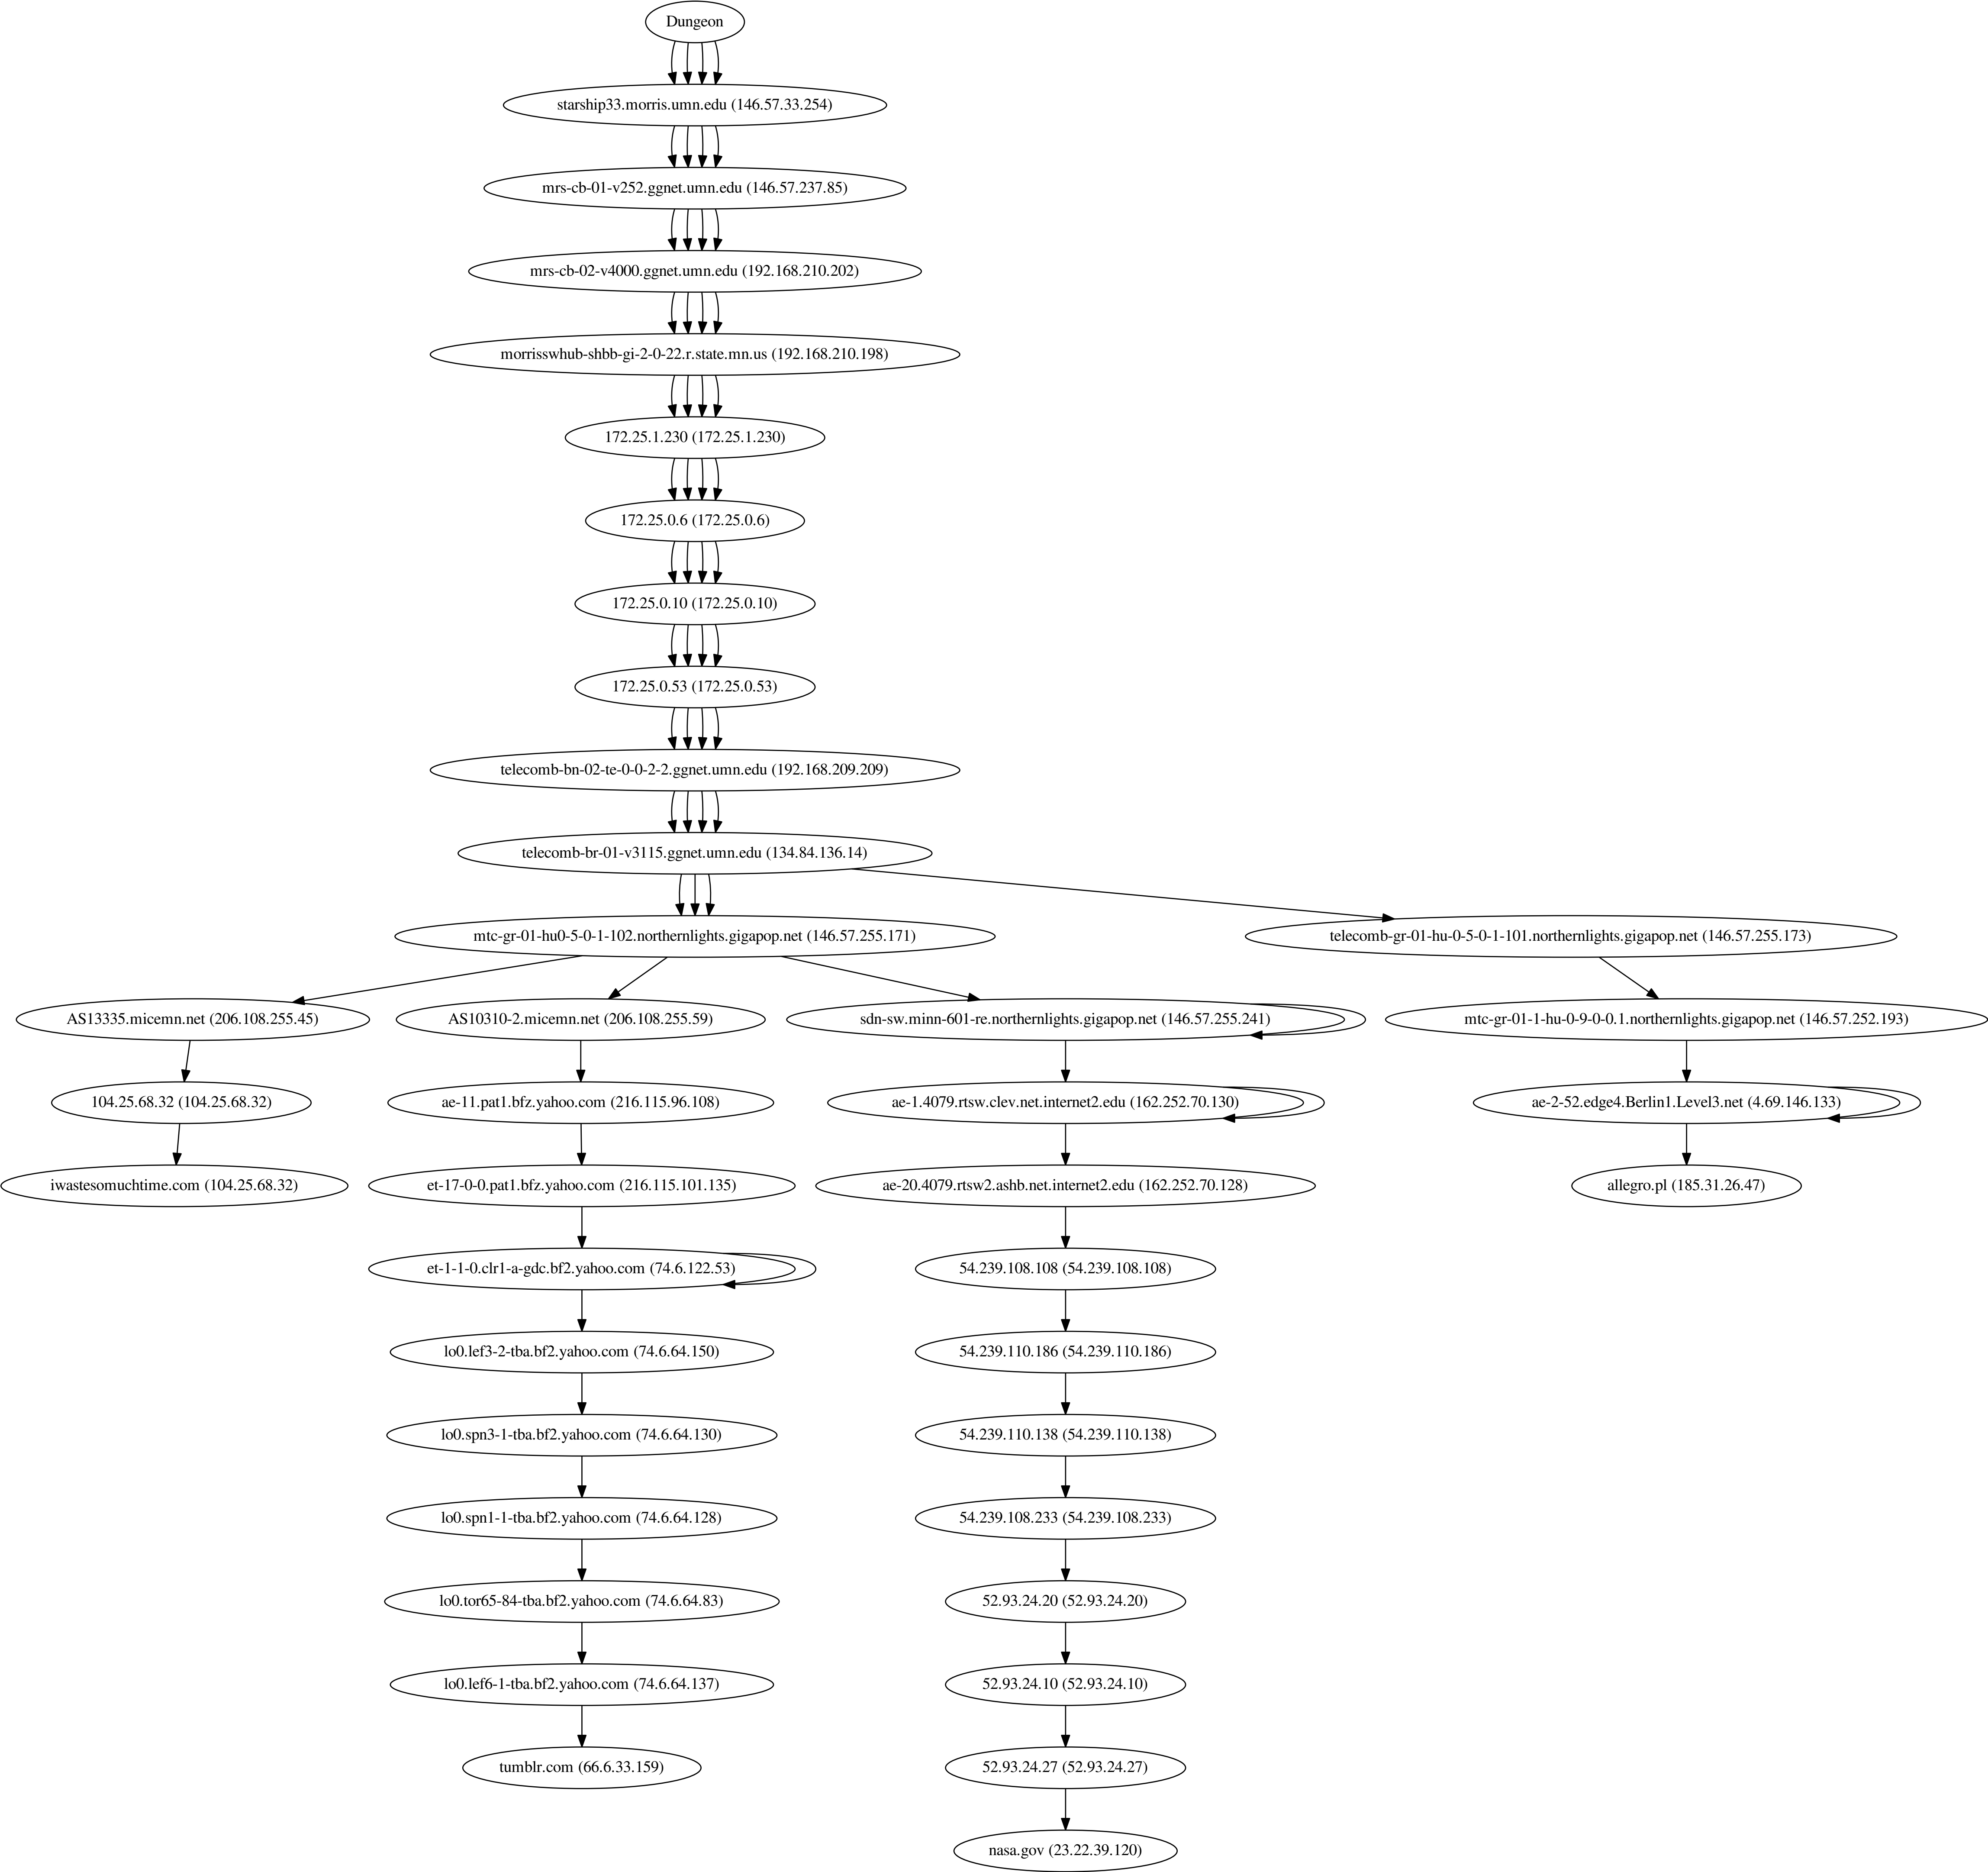 Dungeon
starship33.morris.umn.edu (146.57.33.254)
mrs-cb-01-v252.ggnet.umn.edu (146.57.237.85)
mrs-cb-02-v4000.ggnet.umn.edu (192.168.210.202)
morrisswhub-shbb-gi-2-0-22.r.state.mn.us (192.168.210.198)
172.25.1.230 (172.25.1.230)
172.25.0.6 (172.25.0.6)
172.25.0.10 (172.25.0.10)
172.25.0.53 (172.25.0.53)
telecomb-bn-02-te-0-0-2-2.ggnet.umn.edu (192.168.209.209)
telecomb-br-01-v3115.ggnet.umn.edu (134.84.136.14)
mtc-gr-01-hu0-5-0-1-102.northernlights.gigapop.net (146.57.255.171)
telecomb-gr-01-hu-0-5-0-1-101.northernlights.gigapop.net (146.57.255.173)
AS13335.micemn.net (206.108.255.45)
AS10310-2.micemn.net (206.108.255.59)
sdn-sw.minn-601-re.northernlights.gigapop.net (146.57.255.241)
mtc-gr-01-1-hu-0-9-0-0.1.northernlights.gigapop.net (146.57.252.193)
104.25.68.32 (104.25.68.32)
ae-11.pat1.bfz.yahoo.com (216.115.96.108)
ae-1.4079.rtsw.clev.net.internet2.edu (162.252.70.130)
ae-2-52.edge4.Berlin1.Level3.net (4.69.146.133)
iwastesomuchtime.com (104.25.68.32)
et-17-0-0.pat1.bfz.yahoo.com (216.115.101.135)
ae-20.4079.rtsw2.ashb.net.internet2.edu (162.252.70.128)
allegro.pl (185.31.26.47)
et-1-1-0.clr1-a-gdc.bf2.yahoo.com (74.6.122.53)
54.239.108.108 (54.239.108.108)
lo0.lef3-2-tba.bf2.yahoo.com (74.6.64.150)
54.239.110.186 (54.239.110.186)
lo0.spn3-1-tba.bf2.yahoo.com (74.6.64.130)
54.239.110.138 (54.239.110.138)
lo0.spn1-1-tba.bf2.yahoo.com (74.6.64.128)
54.239.108.233 (54.239.108.233)
lo0.tor65-84-tba.bf2.yahoo.com (74.6.64.83)
52.93.24.20 (52.93.24.20)
lo0.lef6-1-tba.bf2.yahoo.com (74.6.64.137)
52.93.24.10 (52.93.24.10)
tumblr.com (66.6.33.159)
52.93.24.27 (52.93.24.27)
nasa.gov (23.22.39.120)